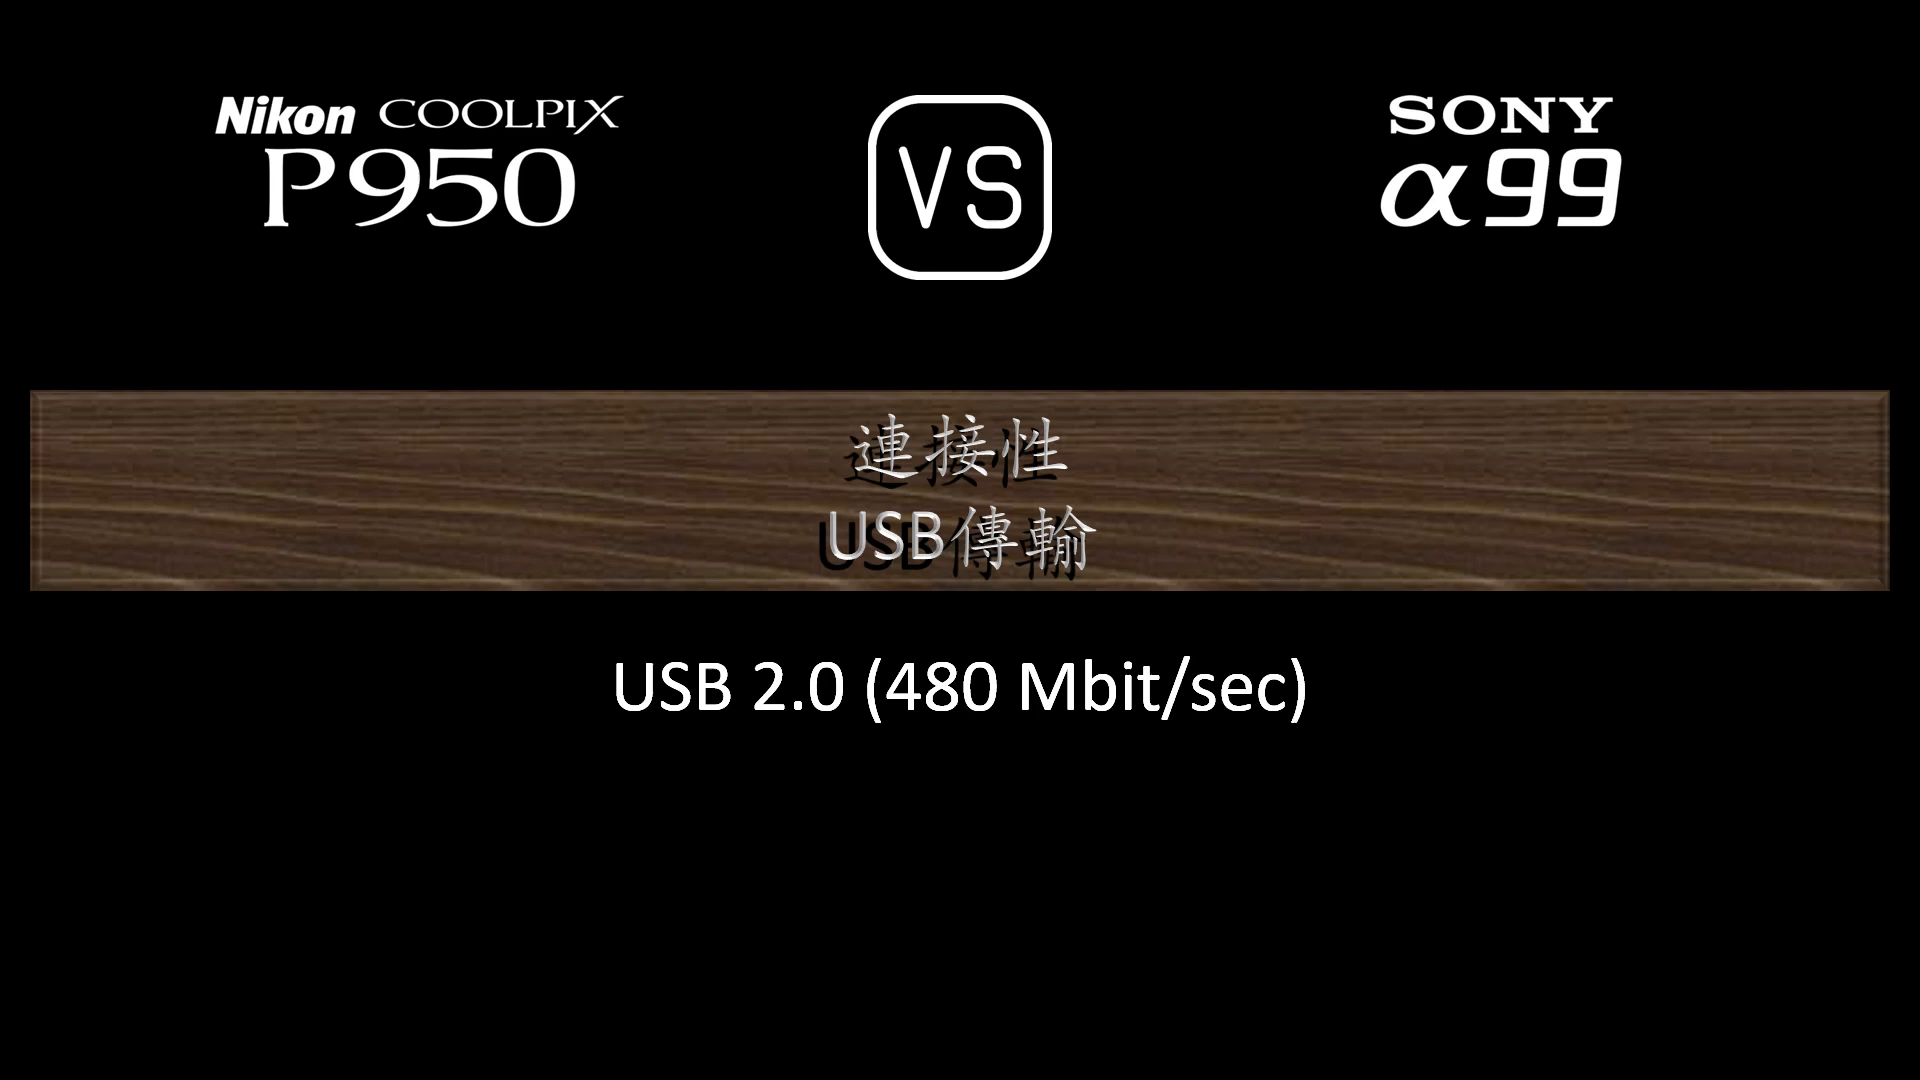 Nikon COOLPIX
P950
VS
SONY
α99
連接性
USB傳輸
USB 2.0 (480 Mbit/sec)